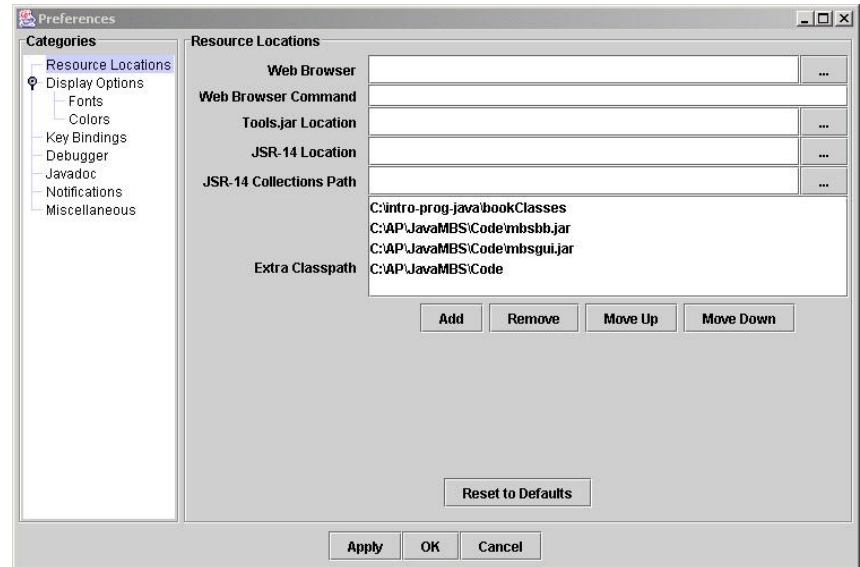 Preferences
Categories
Resource Locations
Display Options
Fonts
Colors
Key Bindings
Debugger
Javadoc
Notifications
Miscellaneous
Resource Locations
Web Browser ...
Web Browser Command
Tools.jar Location ...
JSR-14 Location ...
JSR-14 Collections Path ...
Extra Classpath
C:\intro-prog-java\bookClasses
C:\AP\JavaMBS\Code\mbsbb.jar
C:\AP\JavaMBS\Code\mbsgui.jar
C:\AP\JavaMBS\Code
Add Remove Move Up Move Down
Reset to Defaults
Apply OK Cancel